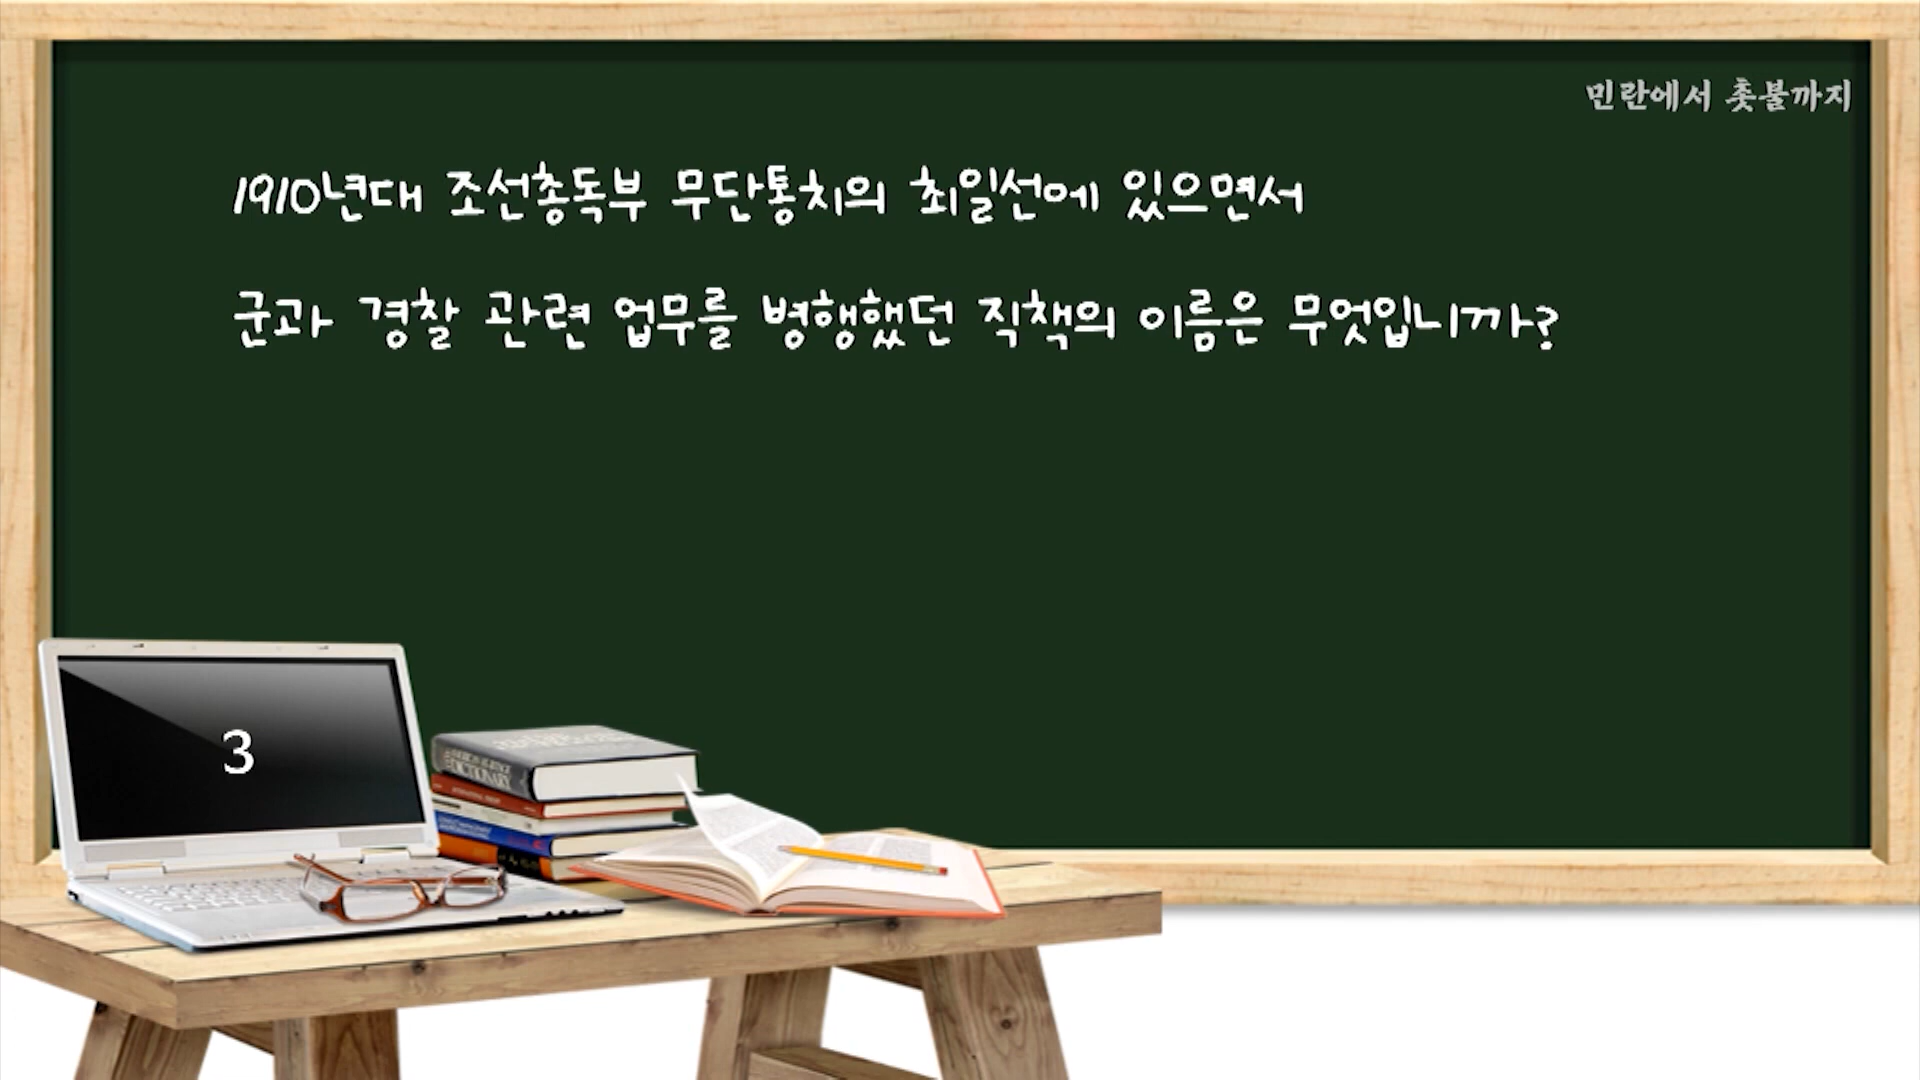 민란에서 촛불까지
1910년대 조선총독부 무단통치의 최일선에 있으면서
군과 경찰 관련 업무를 병행했던 직책의 이름은 무엇입니까?
3
DICTIONARY